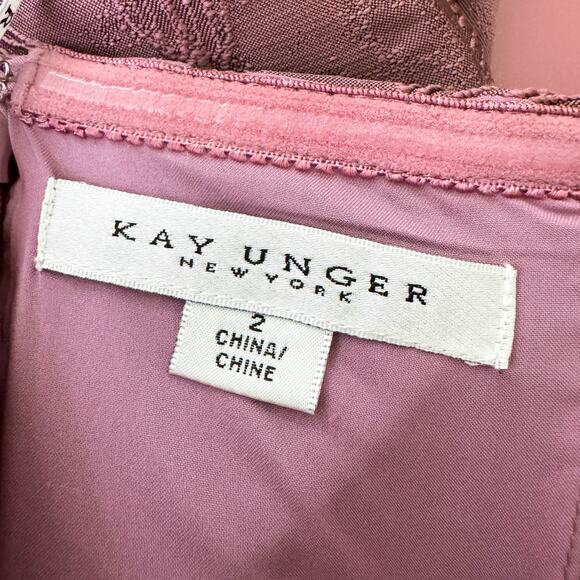 KAY UNGER
NEW YORK
2
CHINA/
CHINE